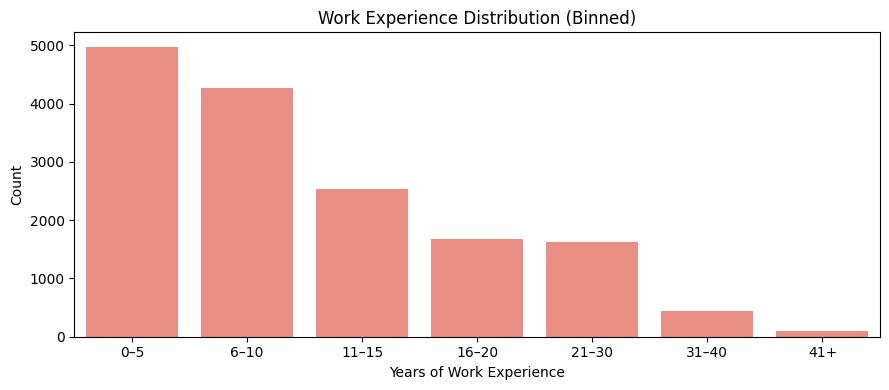 Work Experience Distribution (Binned)
Count
5000
4000
3000
2000
1000
0
0–5 6–10 11–15 16–20 21–30 31–40 41+
Years of Work Experience